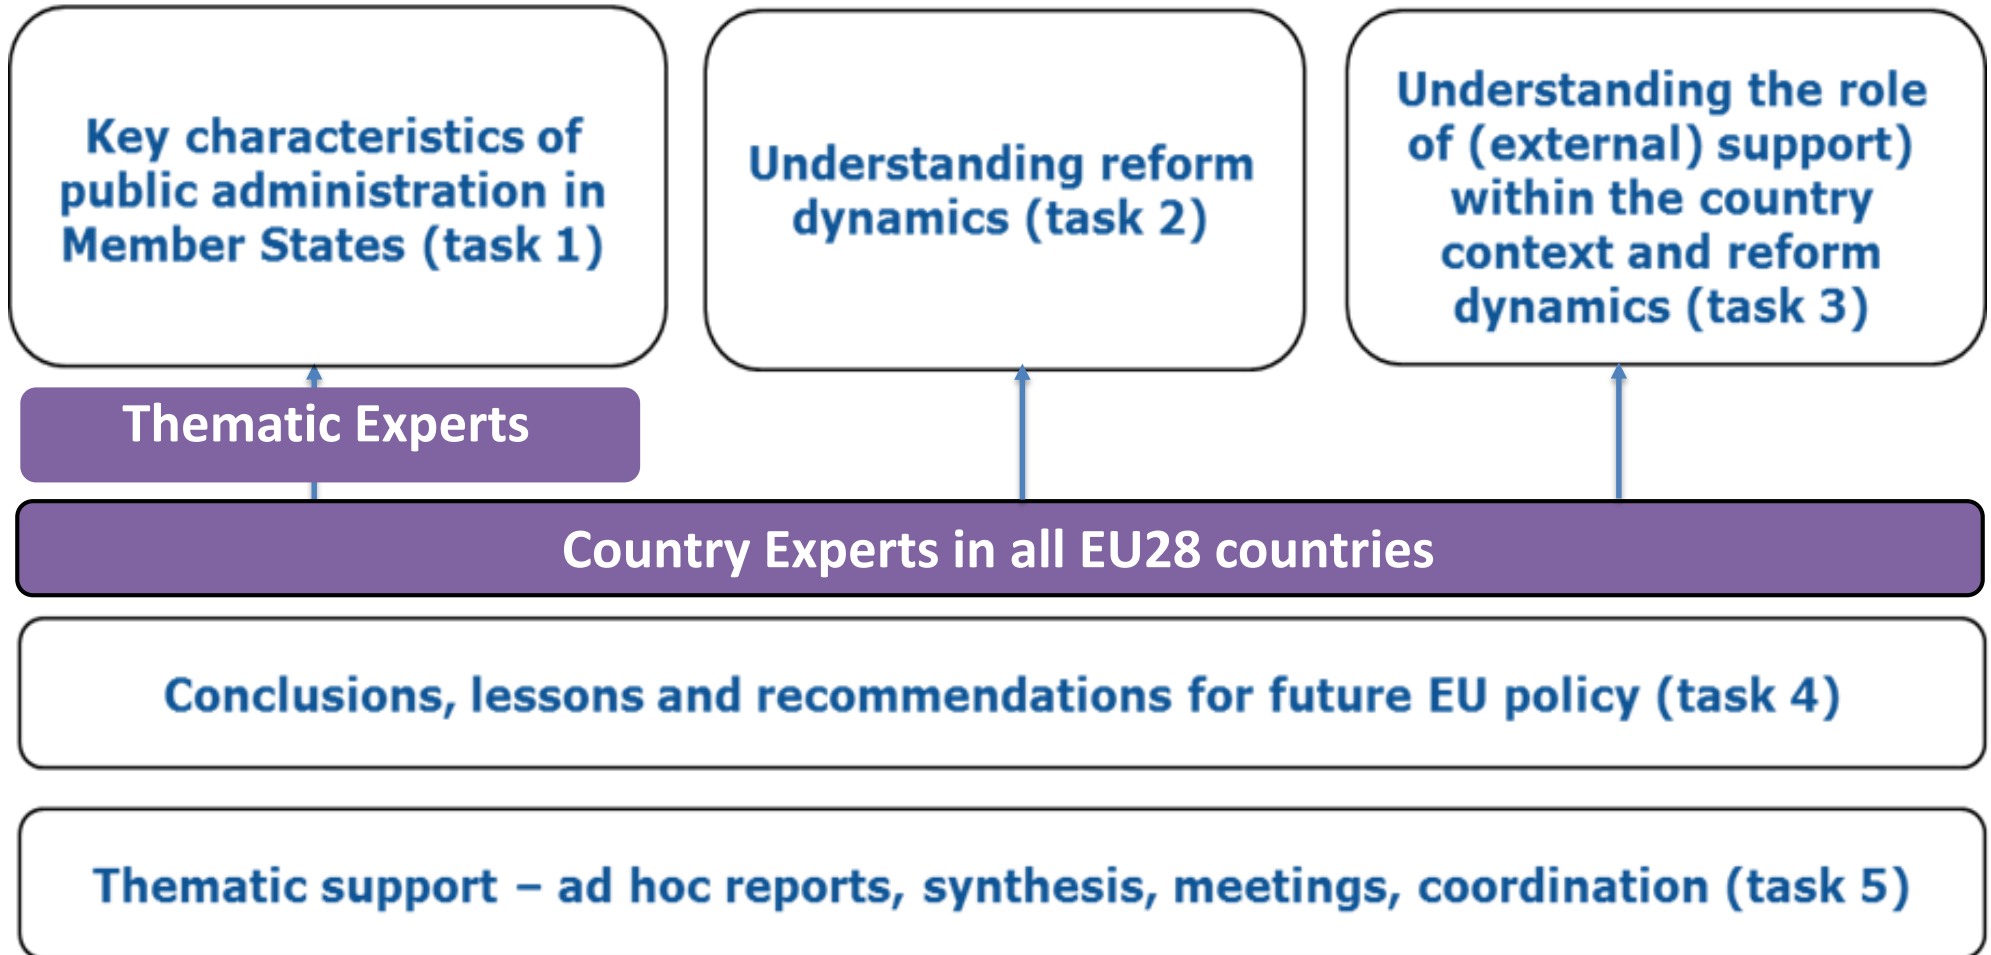 Key characteristics of
public administration in
Member States (task 1)
Understanding reform
dynamics (task 2)
Understanding the role
of (external) support)
within the country
context and reform
dynamics (task 3)
Thematic Experts
Country Experts in all EU28 countries
Conclusions, lessons and recommendations for future EU policy (task 4)
Thematic support – ad hoc reports, synthesis, meetings, coordination (task 5)